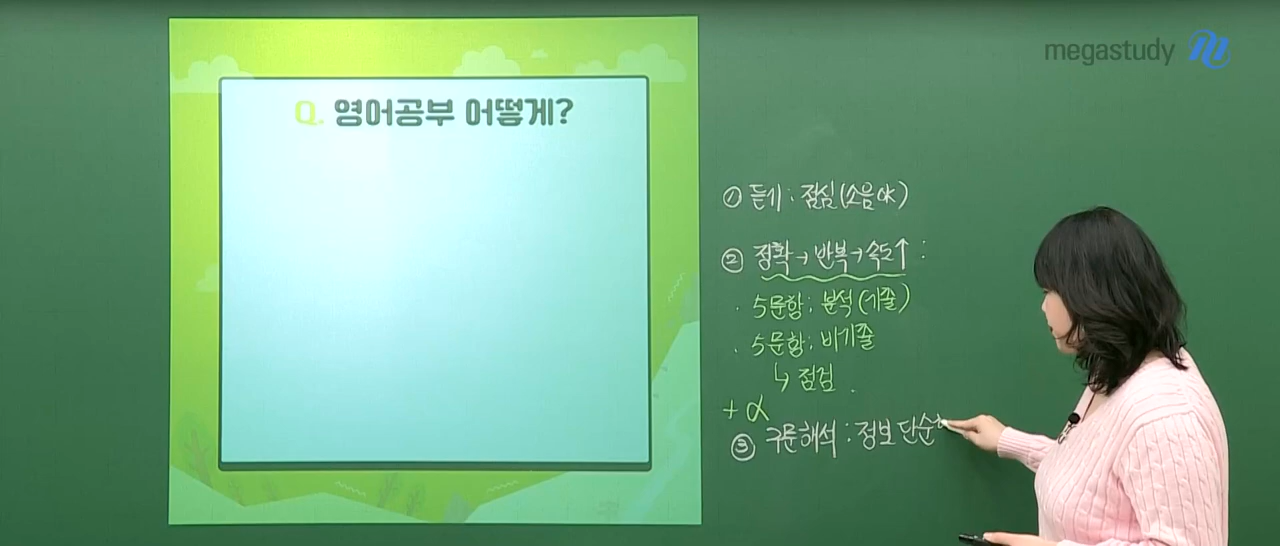 megastudy
Q. 영어공부 어떻게?
① 듣기 : 점심 (소음 OK)
② 정확 → 반복 → 속도↑ :
· 5문항 : 분석 (기출)
· 5문항 : 비기출
↳ 점검
+ α
③ 구문해석 : 정보 단순